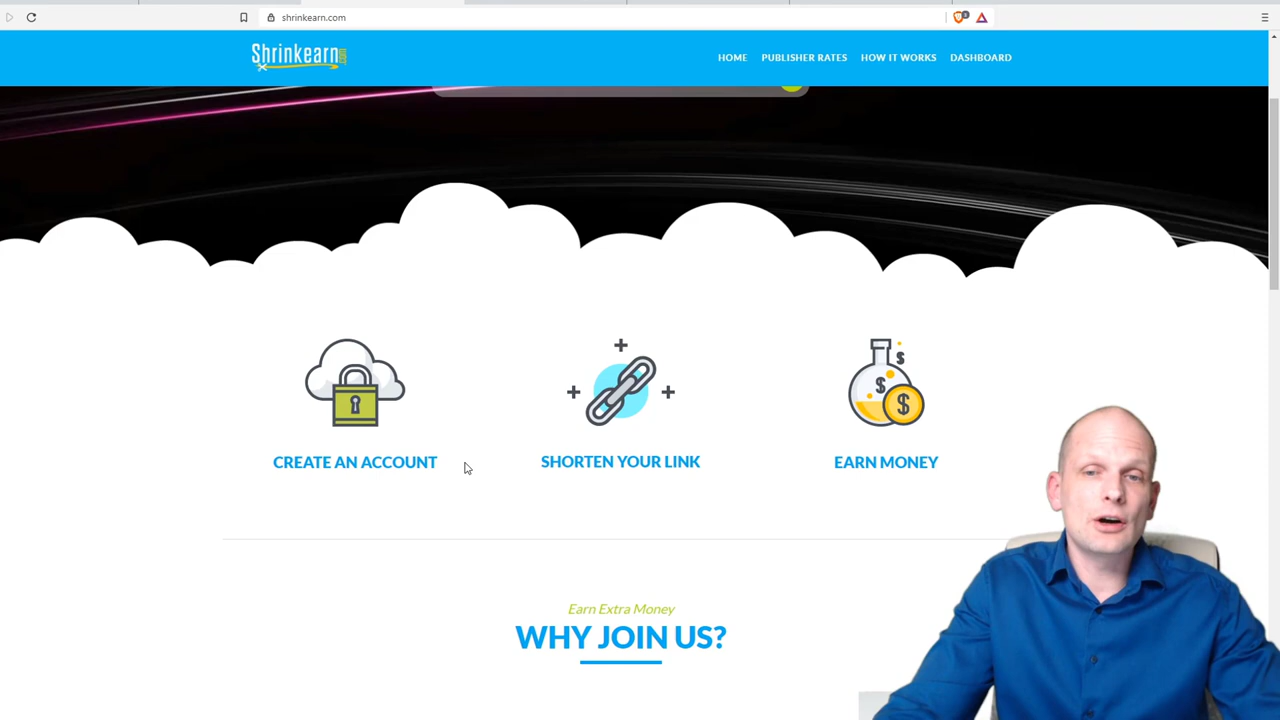 shrinkearn.com
Shrinkearn.com
HOME
PUBLISHER RATES
HOW IT WORKS
DASHBOARD
CREATE AN ACCOUNT
SHORTEN YOUR LINK
EARN MONEY
Earn Extra Money
WHY JOIN US?